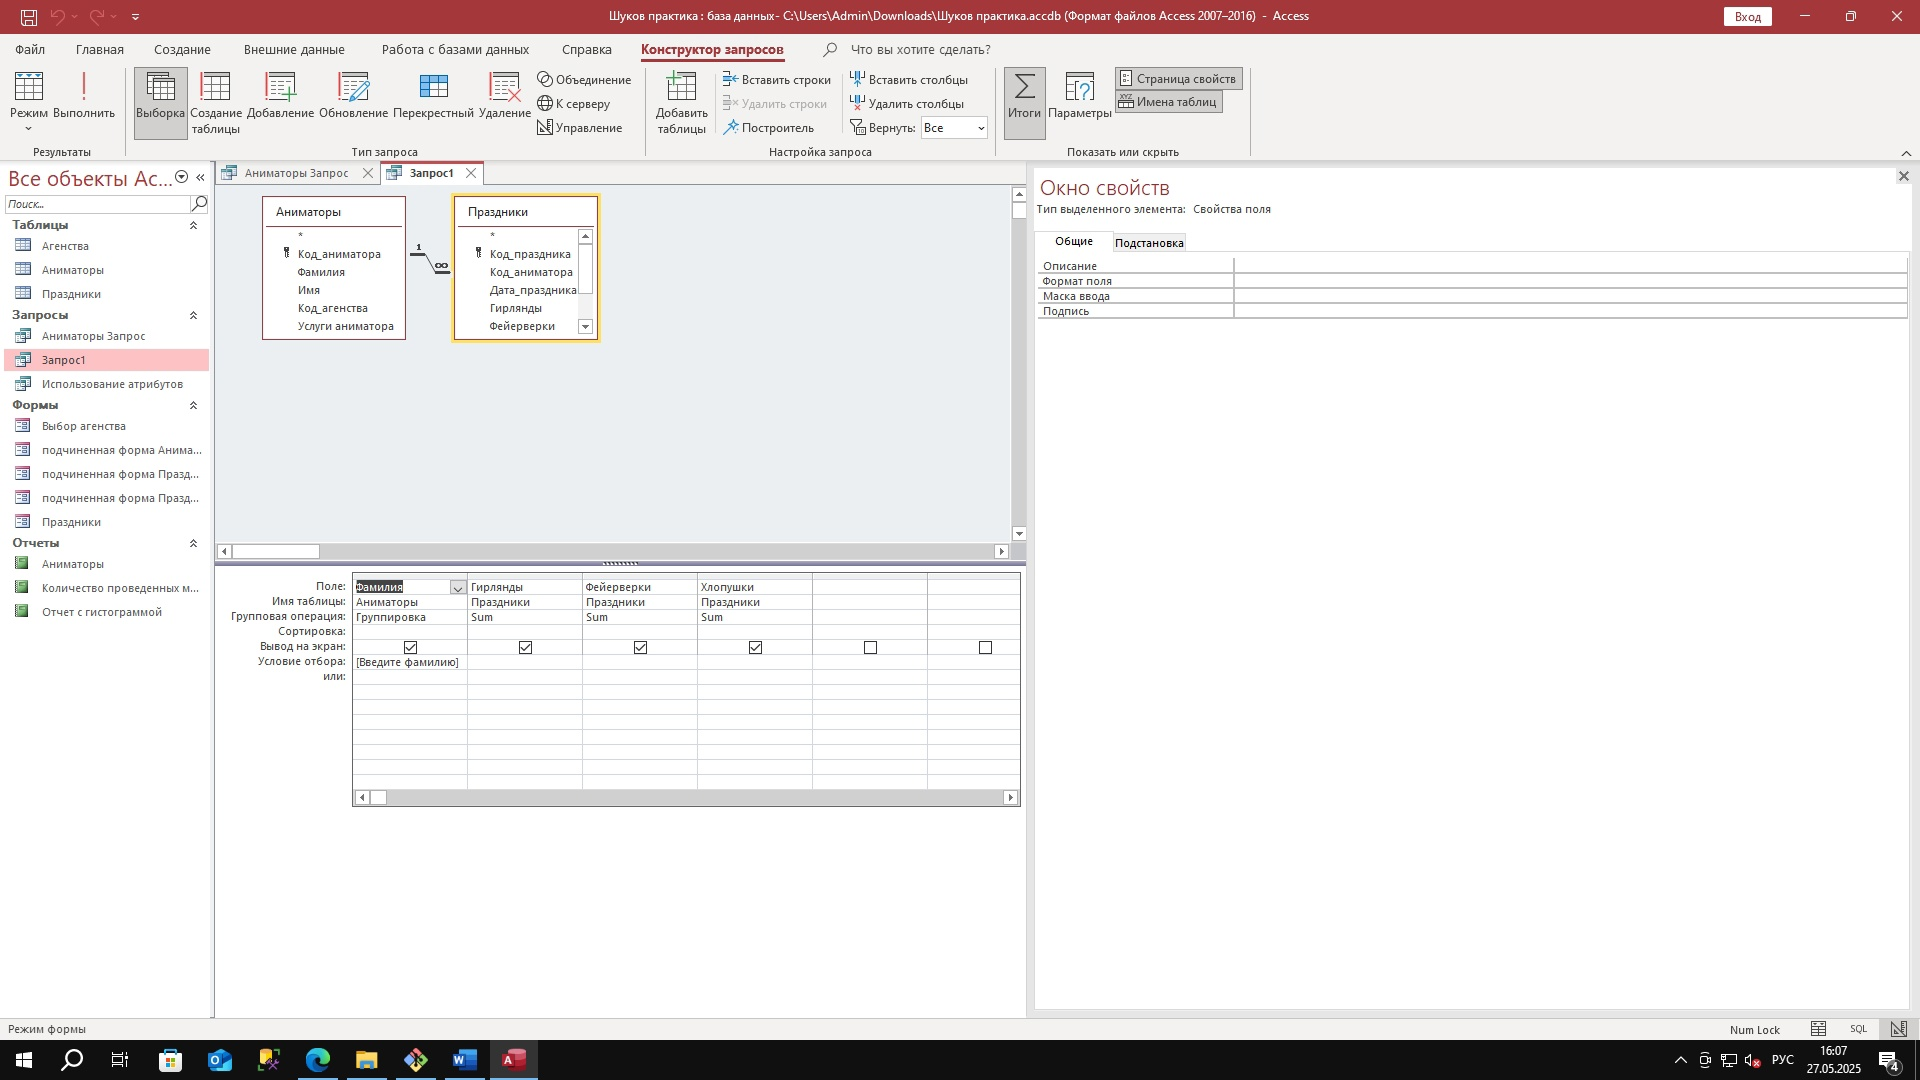 Шуков практика : база данных- C:\Users\Admin\Downloads\Шуков практика.accdb (Формат файлов Access 2007–2016) - Access
Вход
Файл
Главная
Создание
Внешние данные
Работа с базами данных
Справка
Конструктор запросов
Что вы хотите сделать?
Режим
Выполнить
Результаты
Выборка
Создание таблицы
Добавление
Обновление
Перекрестный
Удаление
Объединение
К серверу
Управление
Тип запроса
Добавить таблицы
Вставить строки
Удалить строки
Построитель
Вставить столбцы
Удалить столбцы
Вернуть: Все
Настройка запроса
Итоги
Параметры
Страница свойств
Имена таблиц
Показать или скрыть
Все объекты Ac...
Поиск...
Таблицы
Агенства
Аниматоры
Праздники
Запросы
Аниматоры Запрос
Запрос1
Использование атрибутов
Формы
Выбор агенства
подчиненная форма Анима...
подчиненная форма Празд...
подчиненная форма Празд...
Праздники
Отчеты
Аниматоры
Количество проведенных м...
Отчет с гистограммой
Аниматоры Запрос
Запрос1
Аниматоры
*
Код_аниматора
Фамилия
Имя
Код_агенства
Услуги аниматора
1
∞
Праздники
*
Код_праздника
Код_аниматора
Дата_праздника
Гирлянды
Фейерверки
Поле: Фамилия Гирлянды Фейерверки Хлопушки
Имя таблицы: Аниматоры Праздники Праздники Праздники
Групповая операция: Группировка Sum Sum Sum
Сортировка:
Вывод на экран:
Условие отбора: [Введите фамилию]
или:
Окно свойств
Тип выделенного элемента: Свойства поля
Общие
Подстановка
Описание
Формат поля
Маска ввода
Подпись
Режим формы
Num Lock
SQL
РУС
16:07
27.05.2025
4